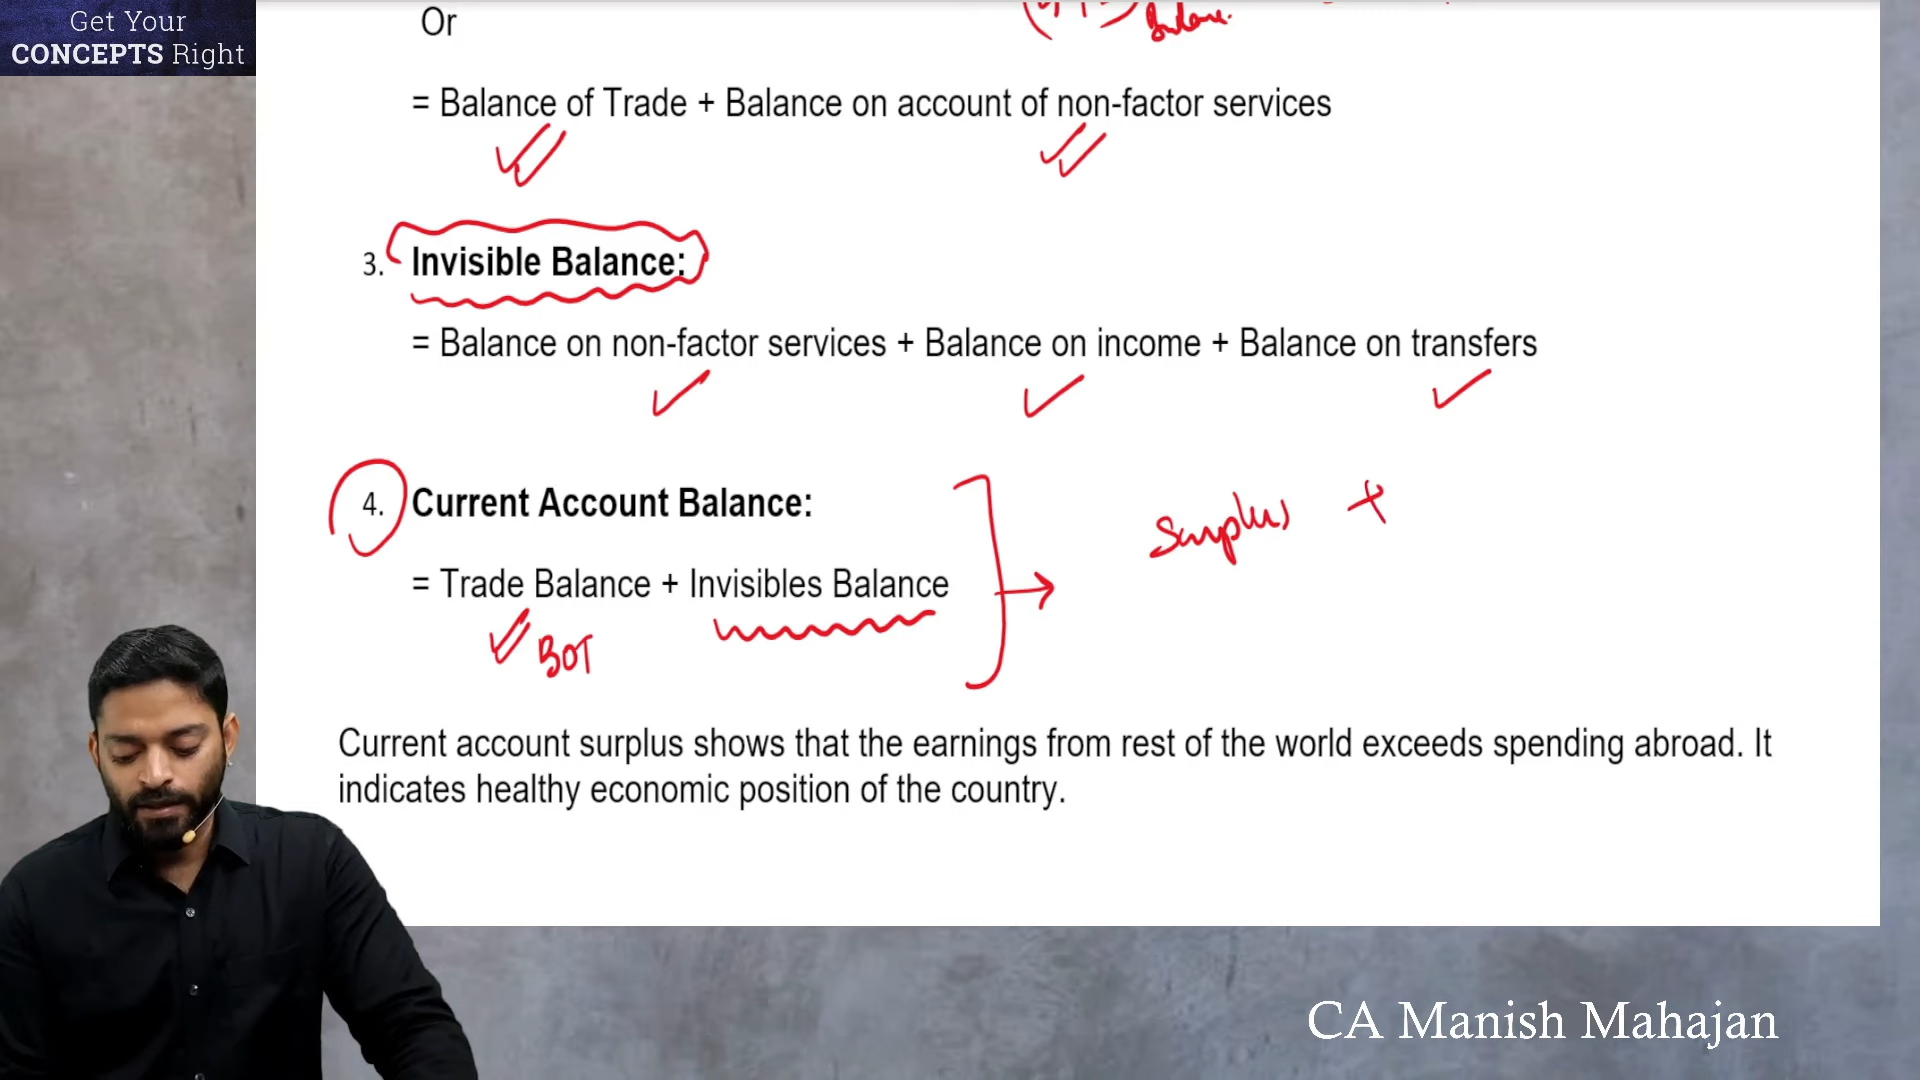 Get Your
CONCEPTS Right
Or
= Balance of Trade + Balance on account of non-factor services
3. Invisible Balance:
= Balance on non-factor services + Balance on income + Balance on transfers
4. Current Account Balance:
Surplus +
= Trade Balance + Invisibles Balance
BOT
Current account surplus shows that the earnings from rest of the world exceeds spending abroad. It
indicates healthy economic position of the country.
CA Manish Mahajan